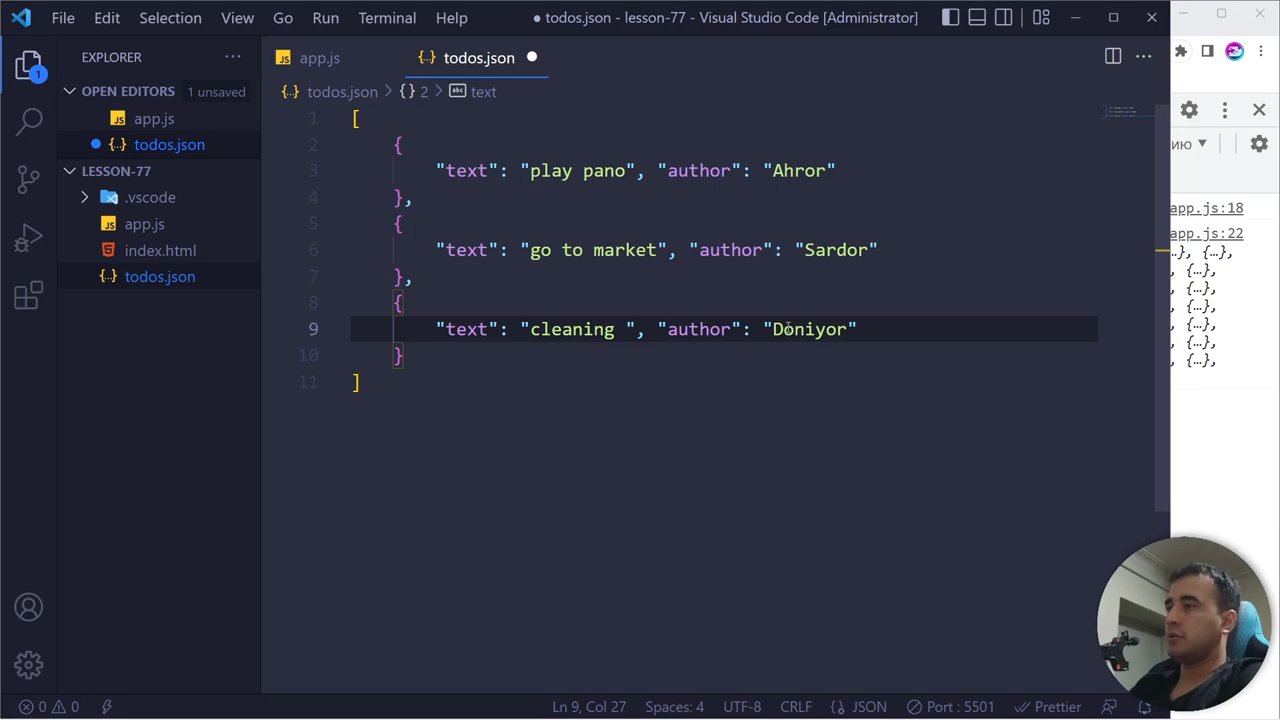 File Edit Selection View Go Run Terminal Help
● todos.json - lesson-77 - Visual Studio Code [Administrator]
EXPLORER
OPEN EDITORS 1 unsaved
app.js
todos.json
LESSON-77
.vscode
app.js
index.html
todos.json
1
app.js
todos.json
todos.json > {} 2 > text
1 [
2 {
3 "text": "play pano", "author": "Ahror"
4 },
5 {
6 "text": "go to market", "author": "Sardor"
7 },
8 {
9 "text": "cleaning ", "author": "Doniyor"
10 }
11 ]
ию
app.js:18
app.js:22
…}, {…},
, {…},
, {…},
, {…},
, {…},
, {…},
, {…},
0 0 Ln 9, Col 27 Spaces: 4 UTF-8 CRLF JSON Port : 5501 Prettier